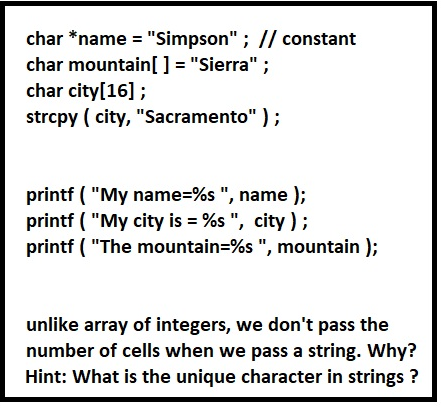 char *name = "Simpson" ;  // constant
char mountain[ ] = "Sierra" ;
char city[16] ;
strcpy ( city, "Sacramento" ) ;
printf ( "My name=%s ", name );
printf ( "My city is = %s ",  city ) ;
printf ( "The mountain=%s ", mountain );
unlike array of integers, we don't pass the
number of cells when we pass a string. Why?
Hint: What is the unique character in strings ?